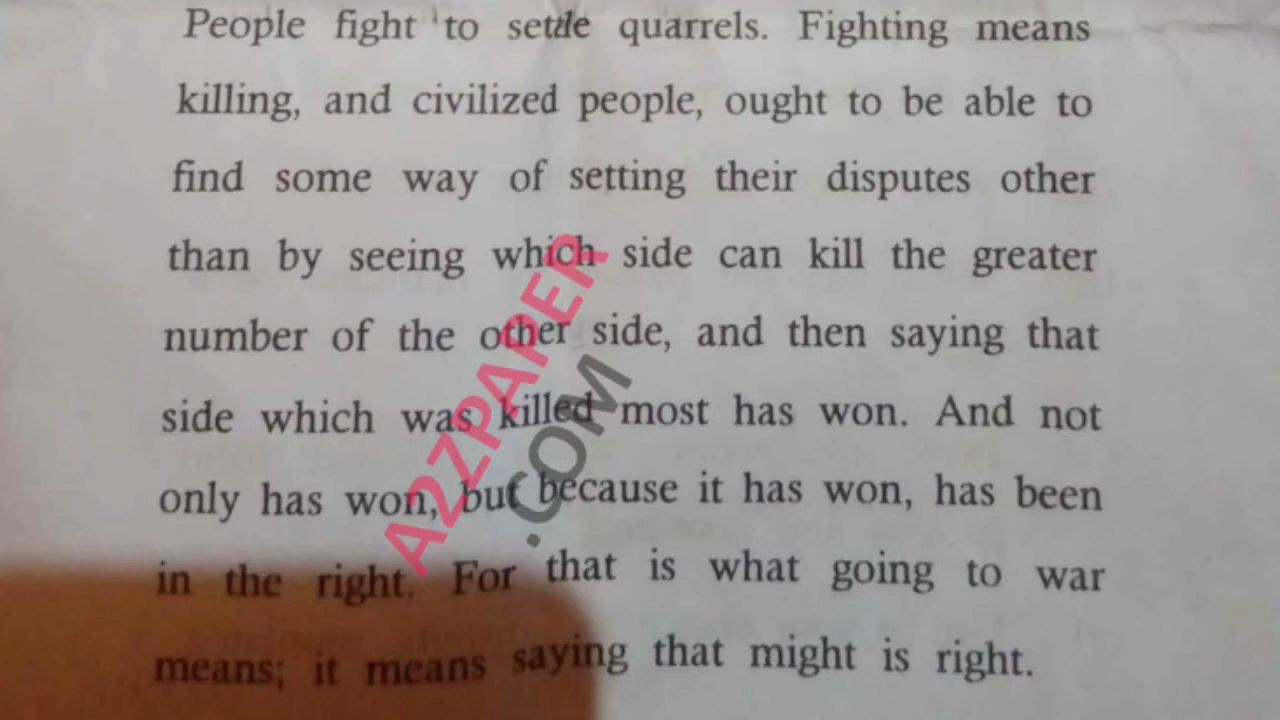 People fight to settle quarrels. Fighting means
killing, and civilized people, ought to be able to
find some way of setting their disputes other
than by seeing which side can kill the greater
number of the other side, and then saying that
side which was killed most has won. And not
only has won, but because it has won, has been
in the right. For that is what going to war
means; it means saying that might is right.
A2ZPAPER
.COM